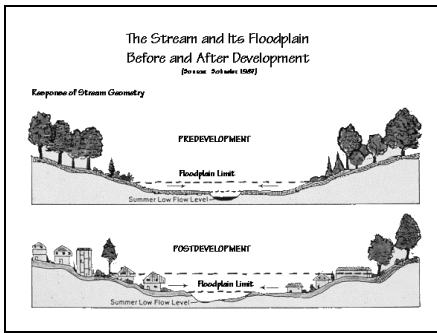 The Stream and Its Floodplain
Before and After Development
(Source: Schueler 1987)
Response of Stream Geometry
PREDEVELOPMENT
Floodplain Limit
Summer Low Flow Level
POSTDEVELOPMENT
Floodplain Limit
Summer Low Flow Level